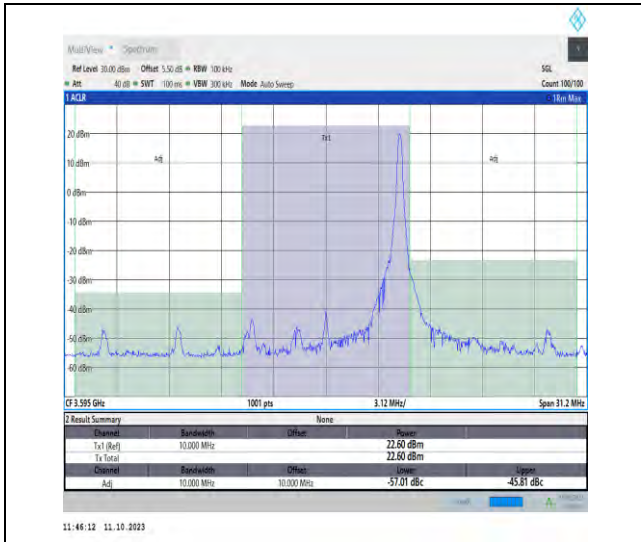 MultiView Spectrum
Ref Level 30.00 dBm Offset 5.50 dB RBW 100 kHz SGL
Att 40 dB SWT 100 ms VBW 300 kHz Mode Auto Sweep Count 100/100
1 ACLR 1Rm Max
Tx1
20 dBm
Adj Adj
10 dBm
0 dBm
-10 dBm
-20 dBm
-30 dBm
-40 dBm
-50 dBm
-60 dBm
CF 3.595 GHz 1001 pts 3.12 MHz/ Span 31.2 MHz
2 Result Summary None
Channel Bandwidth Offset Power
Tx1 (Ref) 10.000 MHz 22.60 dBm
Tx Total 22.60 dBm
Channel Bandwidth Offset Lower Upper
Adj 10.000 MHz 10.000 MHz -57.01 dBc -45.81 dBc
11:46:12 11.10.2023